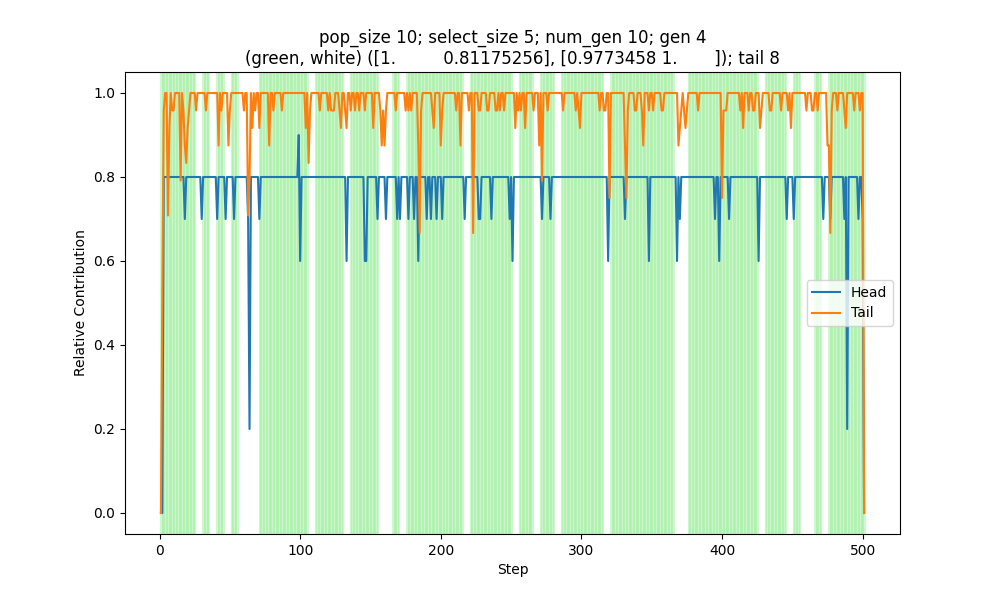 pop_size 10; select_size 5; num_gen 10; gen 4
(green, white) ([1. 0.81175256], [0.9773458 1. ]); tail 8
Relative Contribution
1.0
0.8
0.6
0.4
0.2
0.0
Head
Tail
0 100 200 300 400 500
Step